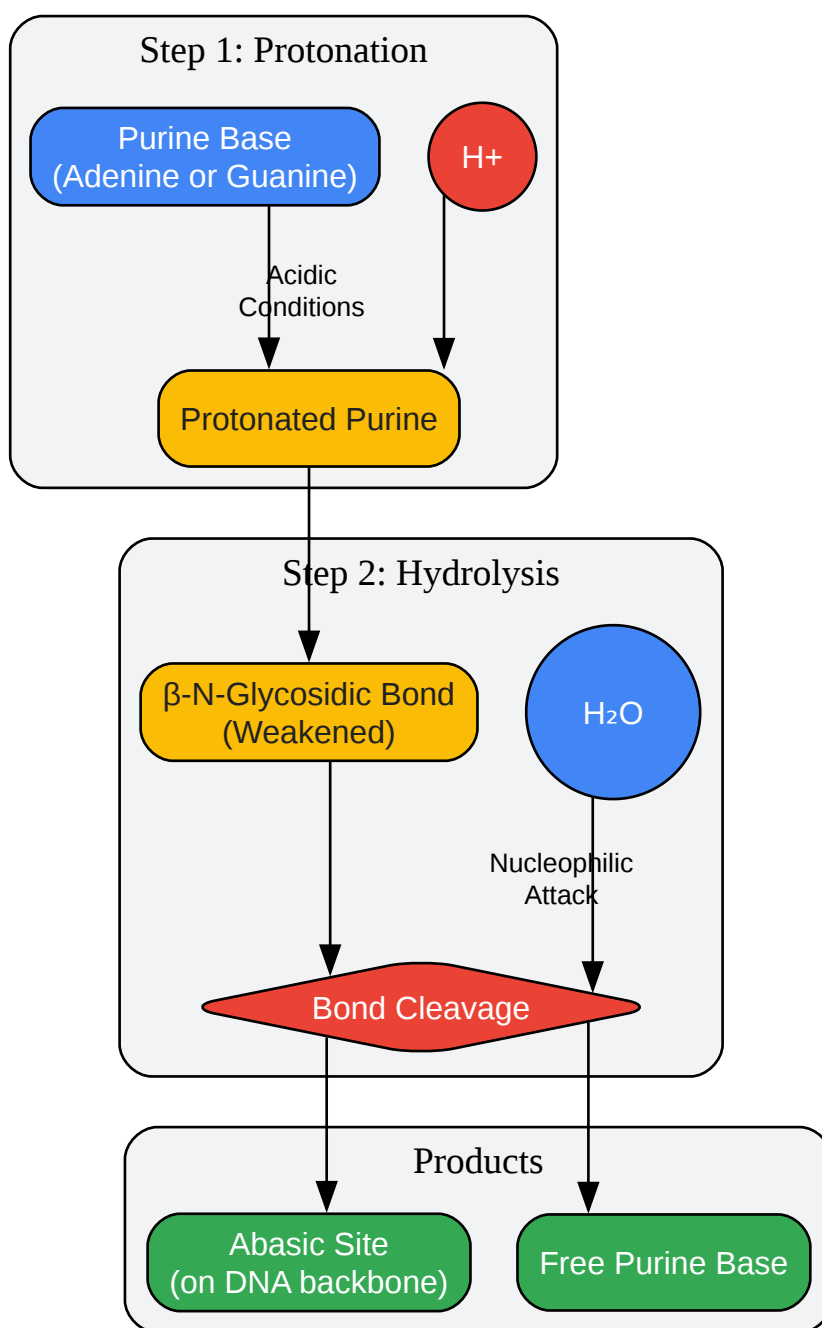 Step 1: Protonation
Purine Base
(Adenine or Guanine)
H+
Acidic
Conditions
Protonated Purine
Step 2: Hydrolysis
β-N-Glycosidic Bond
(Weakened)
H₂O
Nucleophilic
Attack
Bond Cleavage
Products
Abasic Site
(on DNA backbone)
Free Purine Base